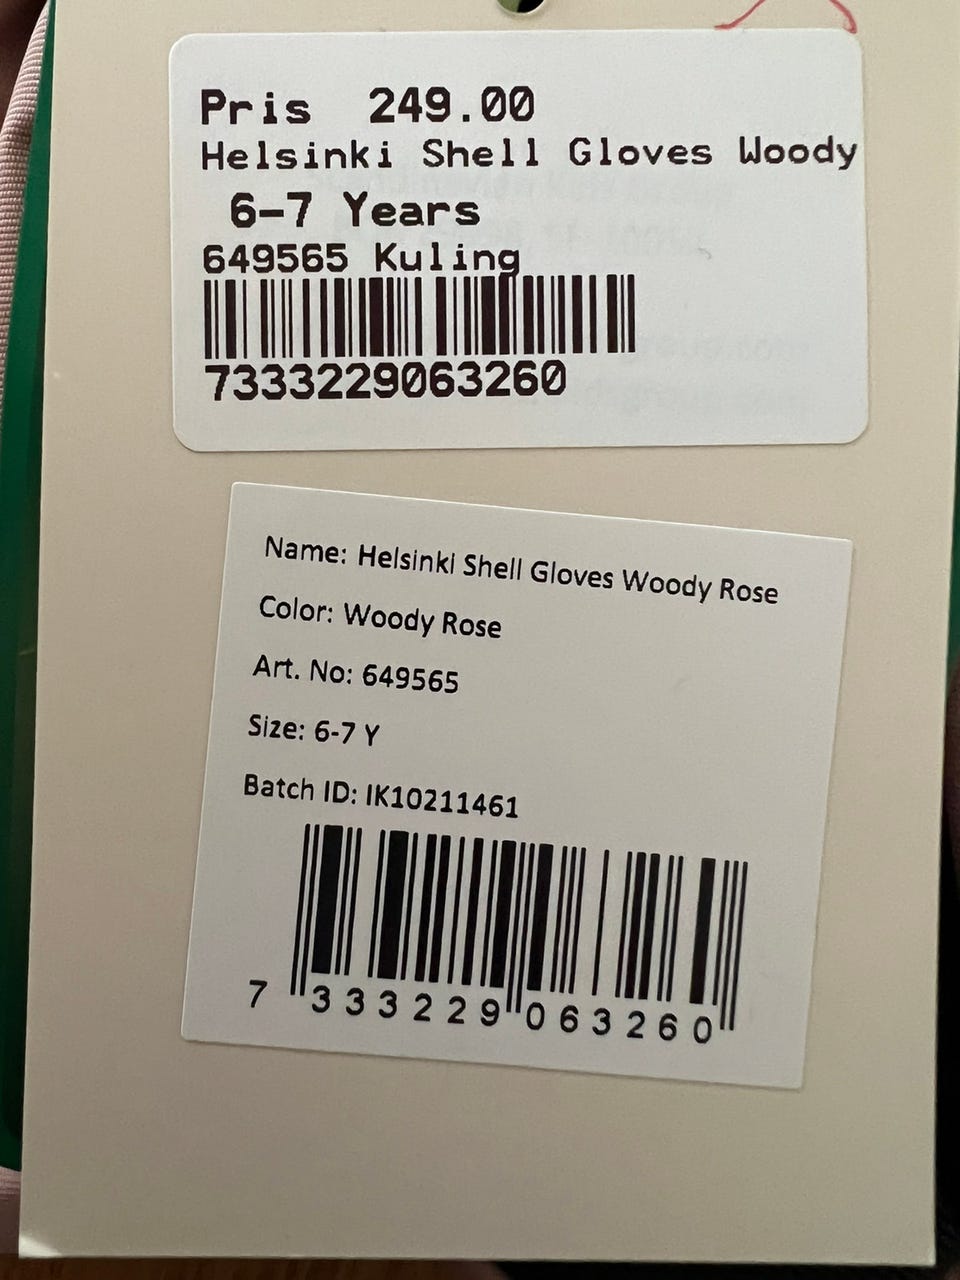 Pris 249.00
Helsinki Shell Gloves Woody
6-7 Years
649565 Kuling
7333229063260
Name: Helsinki Shell Gloves Woody Rose
Color: Woody Rose
Art. No: 649565
Size: 6-7 Y
Batch ID: IK10211461
7 333229 063260